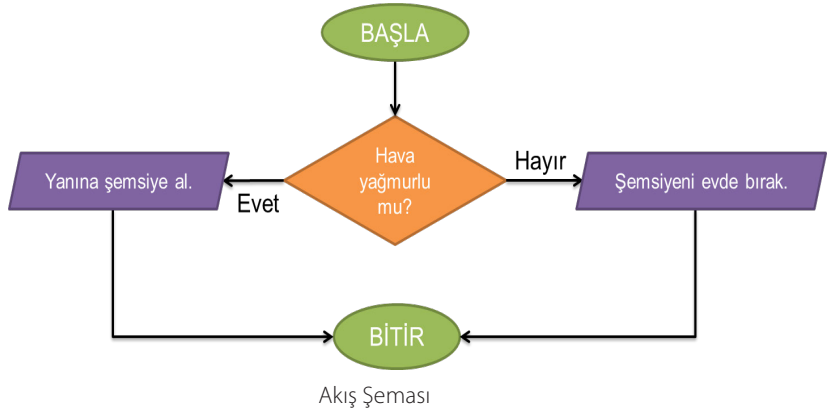 BAŞLA
Hava
yağmurlu
mu?
Evet
Yanına şemsiye al.
Hayır
Şemsiyeni evde bırak.
BİTİR
Akış Şeması